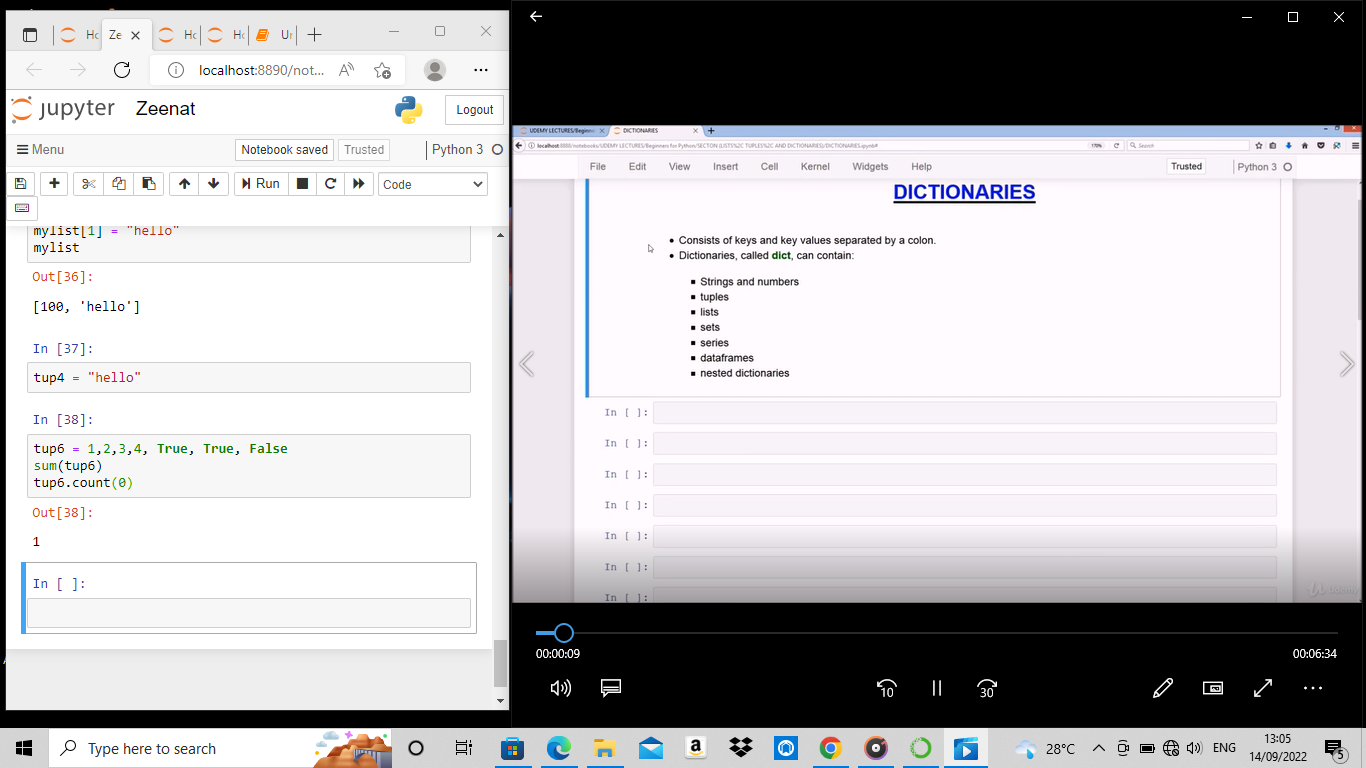 Ho
Ze
Ho
Ho
Ur
localhost:8890/not...
jupyter Zeenat
Logout
Menu
Notebook saved
Trusted
Python 3
Run
Code
mylist[1] = "hello"
mylist
Out[36]:
[100, 'hello']
In [37]:
tup4 = "hello"
In [38]:
tup6 = 1,2,3,4, True, True, False
sum(tup6)
tup6.count(0)
Out[38]:
1
In [ ]:
UDEMY LECTURES/Beginne
DICTIONARIES
localhost:8888/notebooks/UDEMY LECTURES/Beginners for Python/SECTON (LISTS%2C TUPLES%2C AND DICTIONARIES)/DICTIONARIES.ipynb#
170%
Search
File Edit View Insert Cell Kernel Widgets Help
Trusted
Python 3
DICTIONARIES
• Consists of keys and key values separated by a colon.
• Dictionaries, called dict, can contain:
▪ Strings and numbers
▪ tuples
▪ lists
▪ sets
▪ series
▪ dataframes
▪ nested dictionaries
In [ ]:
In [ ]:
In [ ]:
In [ ]:
In [ ]:
In [ ]:
In [ ]:
Udemy
00:00:09
00:06:34
10
30
Type here to search
28°C
ENG
13:05
14/09/2022
5